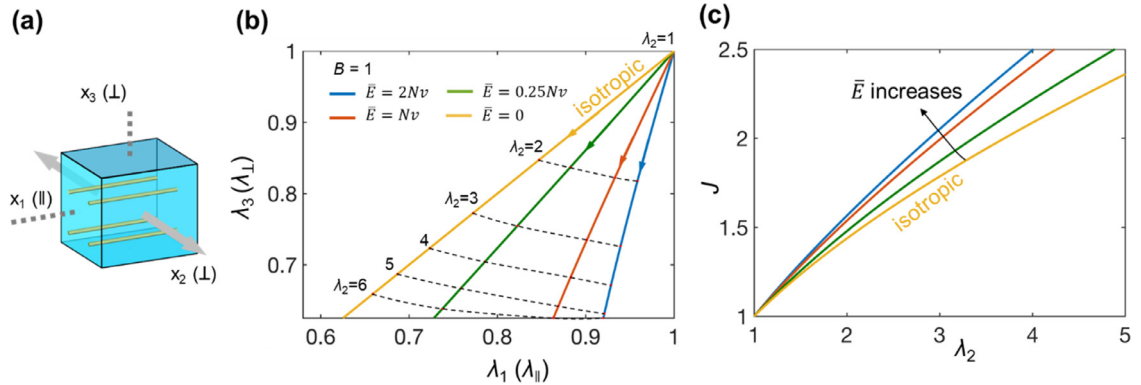 (a)
x₃ (⊥)
x₁ (∥)
x₂ (⊥)
(b)
λ₂=1
1
0.9
0.8
0.7
0.6
0.7
0.8
0.9
1
λ₃ (λ⊥)
λ₁ (λ∥)
B = 1
Ē = 2Nv
Ē = 0.25Nv
Ē = Nv
Ē = 0
isotropic
λ₂=2
λ₂=3
4
5
λ₂=6
(c)
2.5
2
1.5
1
1
2
3
4
5
J
λ₂
Ē increases
isotropic